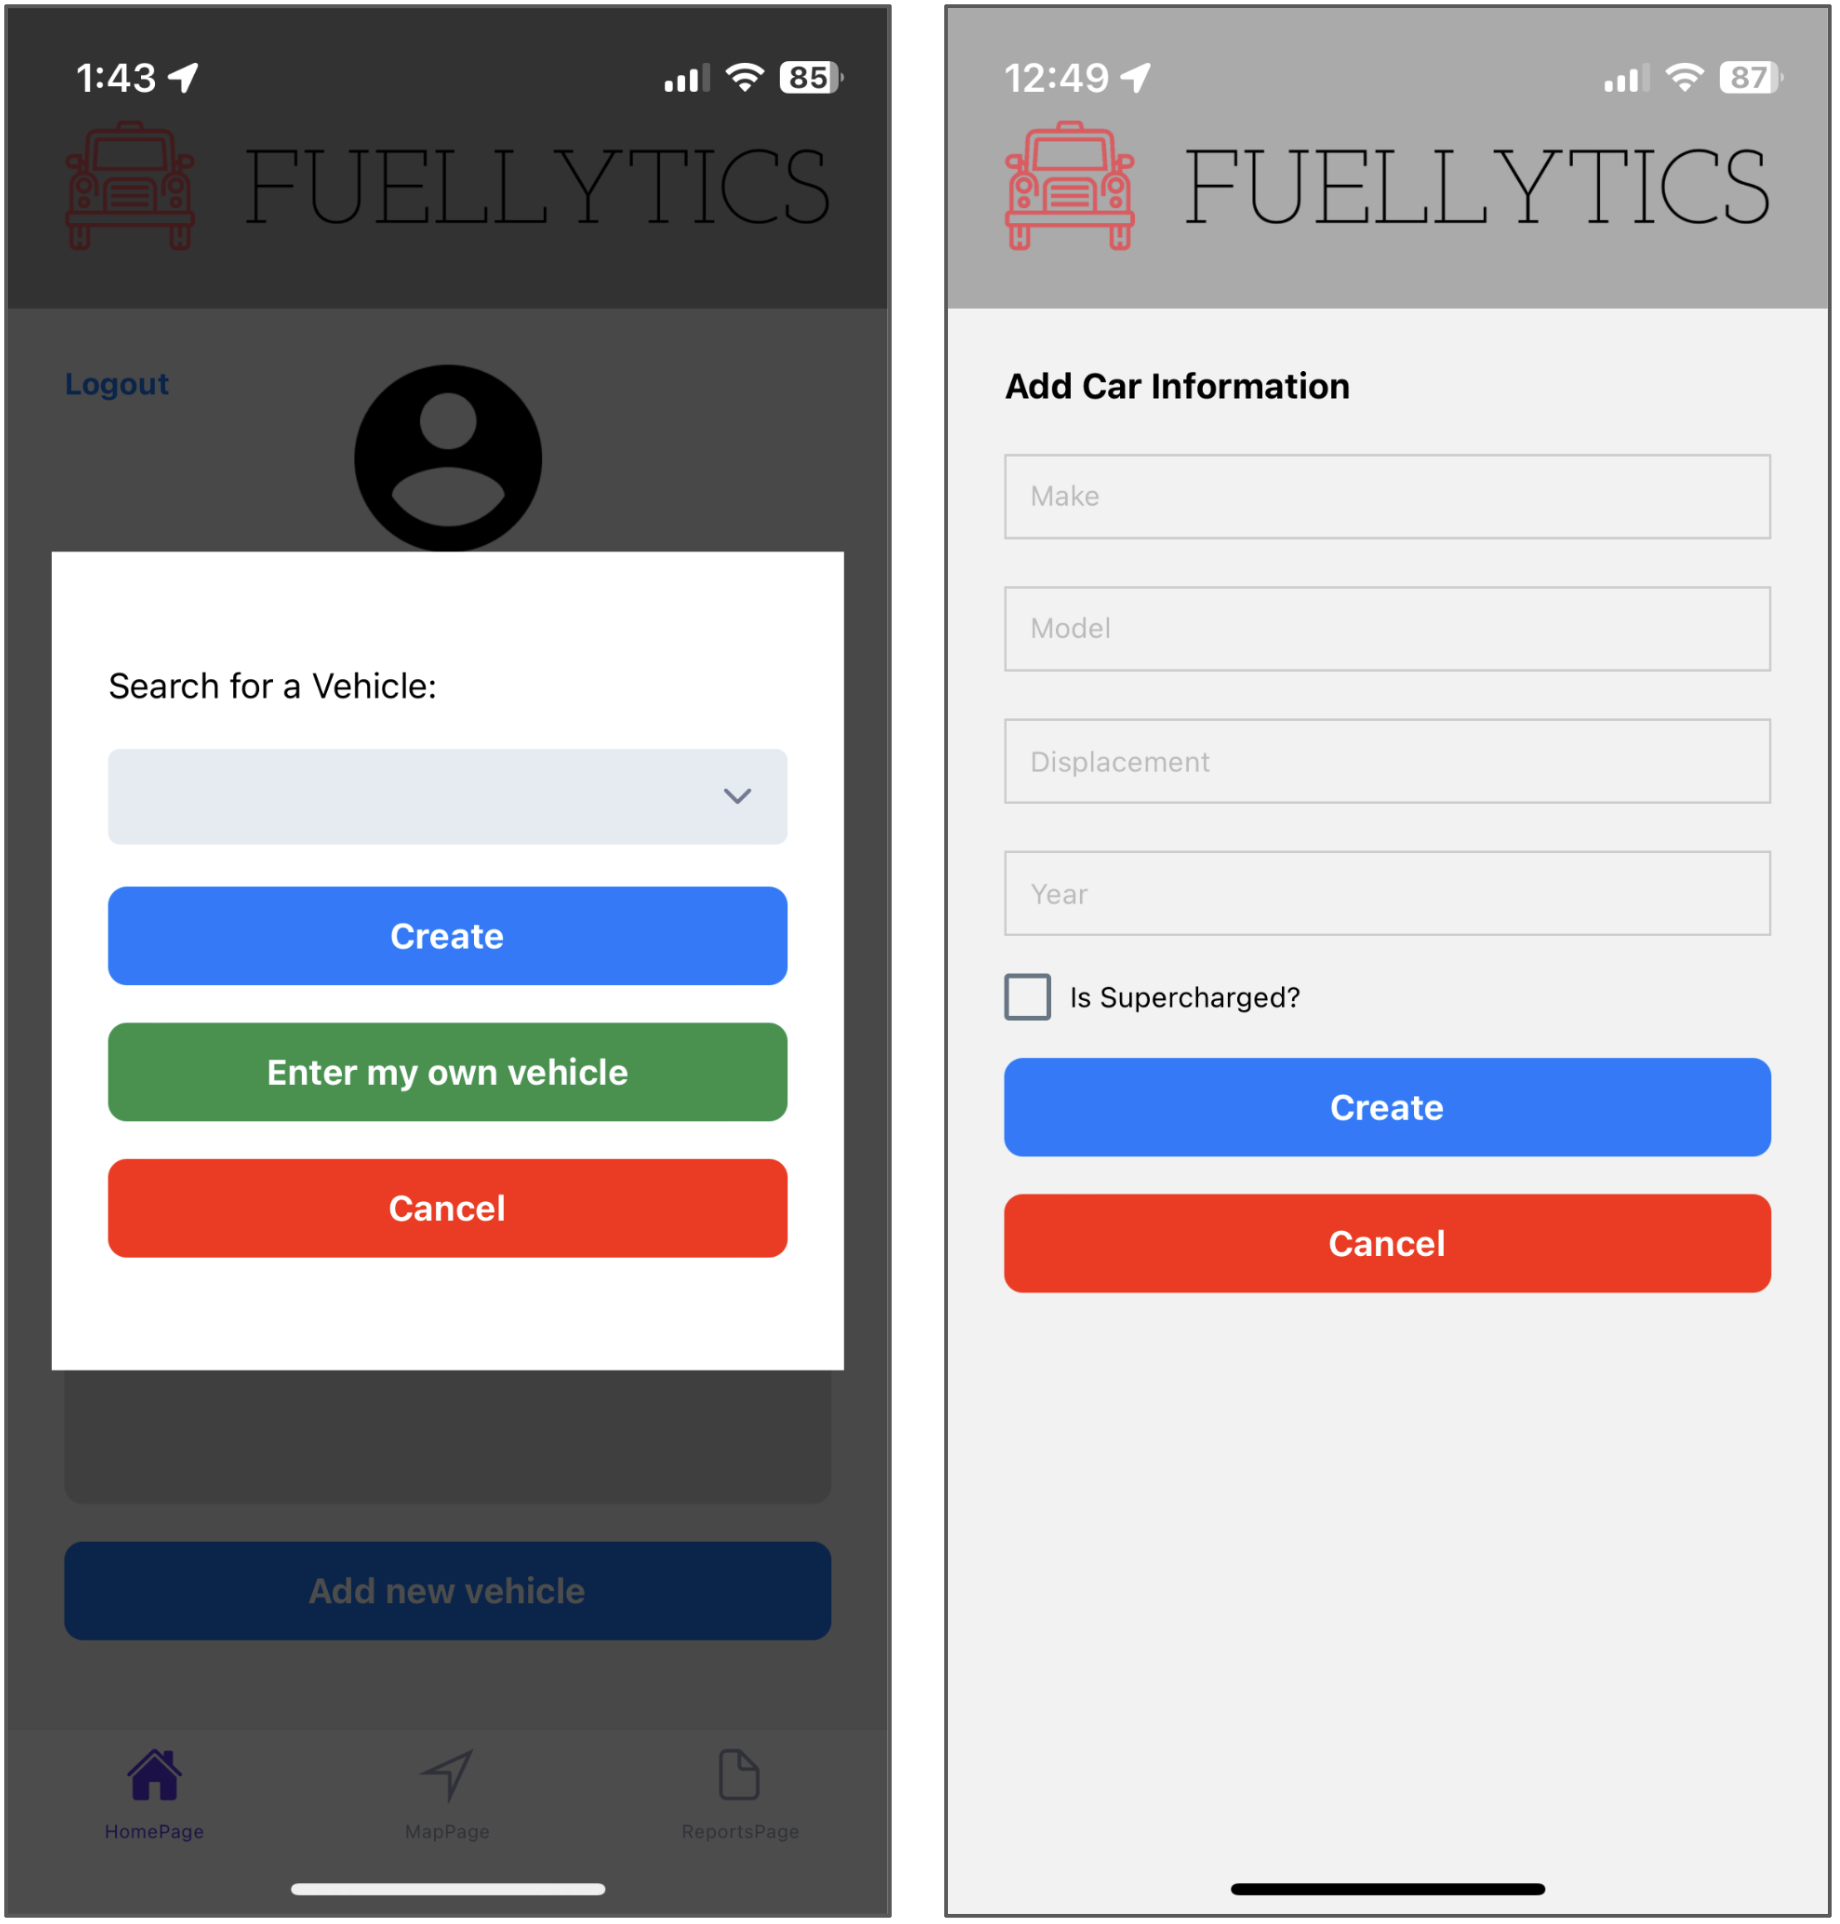 1:43
85
FUELLYTICS
Logout
Search for a Vehicle:
Create
Enter my own vehicle
Cancel
Add new vehicle
HomePage
MapPage
ReportsPage
12:49
87
FUELLYTICS
Add Car Information
Make
Model
Displacement
Year
Is Supercharged?
Create
Cancel